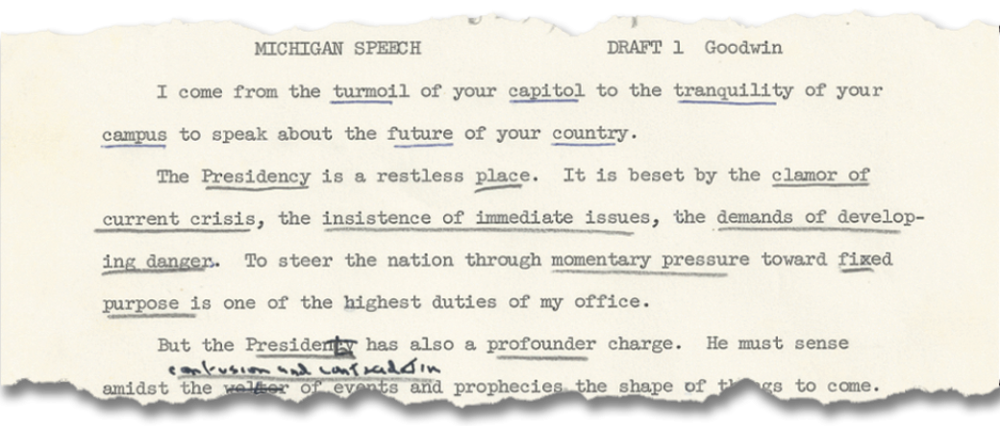 MICHIGAN SPEECH DRAFT 1 Goodwin
I come from the turmoil of your capitol to the tranquility of your
campus to speak about the future of your country.
The Presidency is a restless place. It is beset by the clamor of
current crisis, the insistence of immediate issues, the demands of develop-
ing danger. To steer the nation through momentary pressure toward fixed
purpose is one of the highest duties of my office.
But the President has also a profounder charge. He must sense
confusion and contradiction
amidst the welter of events and prophecies the shape of things to come.